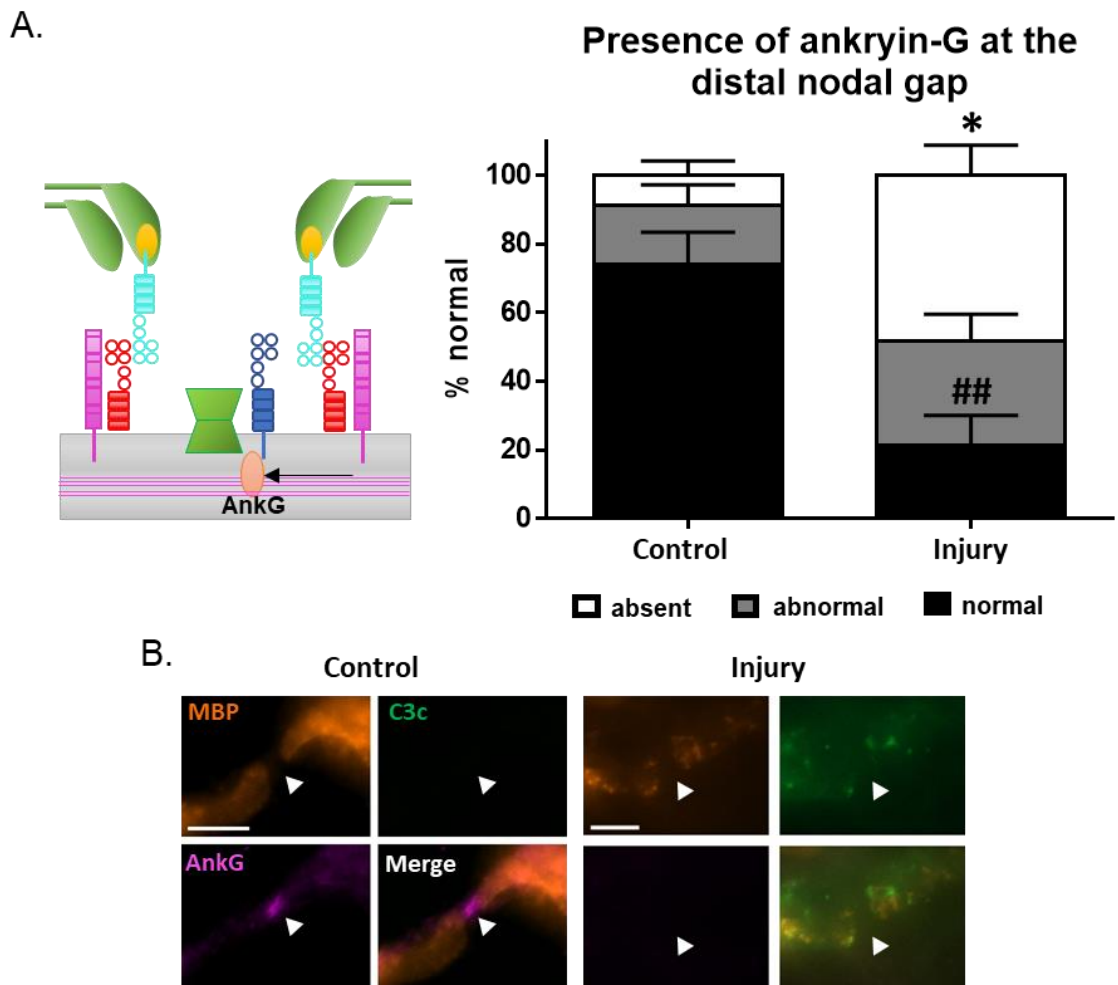 A.
Presence of ankryin-G at the
distal nodal gap
AnkG
% normal
100
80
60
40
20
0
*
##
Control
Injury
absent
abnormal
normal
B.
Control
Injury
MBP
C3c
AnkG
Merge